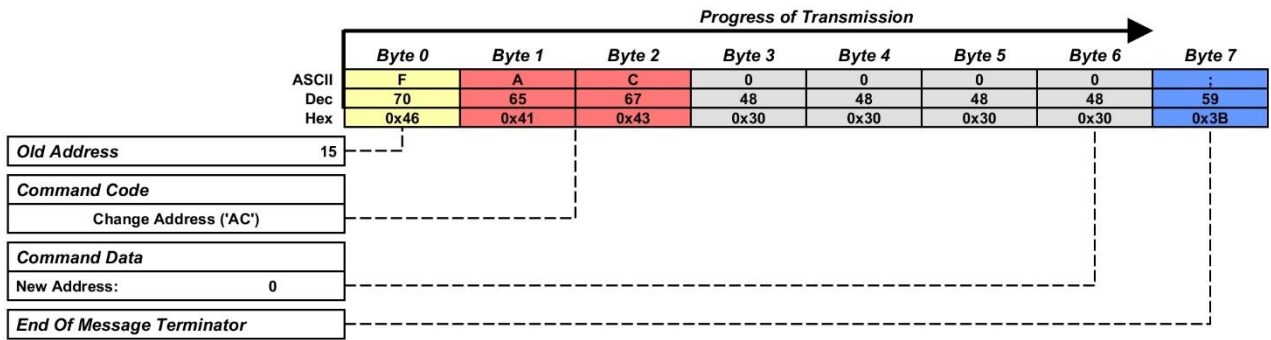 Progress of Transmission
Byte 0 Byte 1 Byte 2 Byte 3 Byte 4 Byte 5 Byte 6 Byte 7
ASCII F A C 0 0 0 0 ;
Dec 70 65 67 48 48 48 48 59
Hex 0x46 0x41 0x43 0x30 0x30 0x30 0x30 0x3B
Old Address 15
Command Code
Change Address ('AC')
Command Data
New Address: 0
End Of Message Terminator